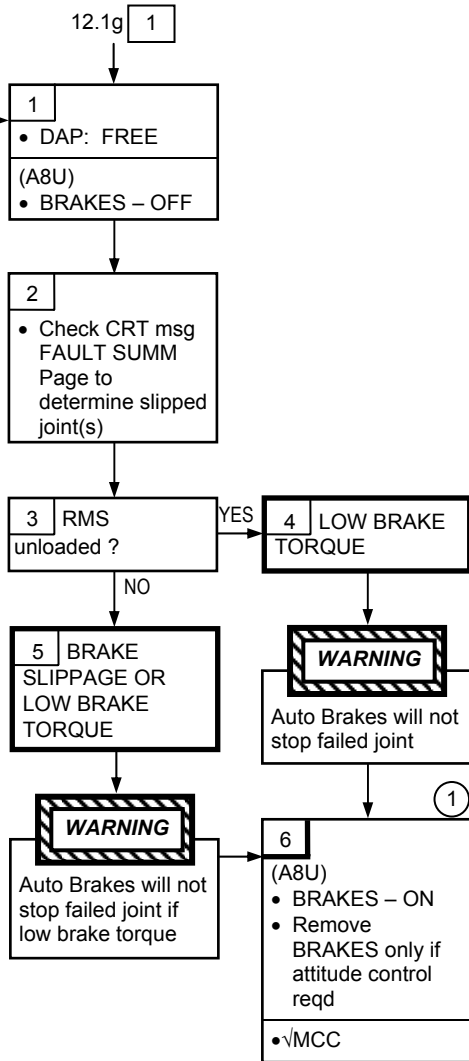 12.1g 1
1
• DAP: FREE
(A8U)
• BRAKES – OFF
2
• Check CRT msg
FAULT SUMM
Page to
determine slipped
joint(s)
3 RMS
unloaded ?
YES
NO
4 LOW BRAKE
TORQUE
WARNING
Auto Brakes will not
stop failed joint
5 BRAKE
SLIPPAGE OR
LOW BRAKE
TORQUE
WARNING
Auto Brakes will not
stop failed joint if
low brake torque
1
6
(A8U)
• BRAKES – ON
• Remove
BRAKES only if
attitude control
reqd
•√MCC